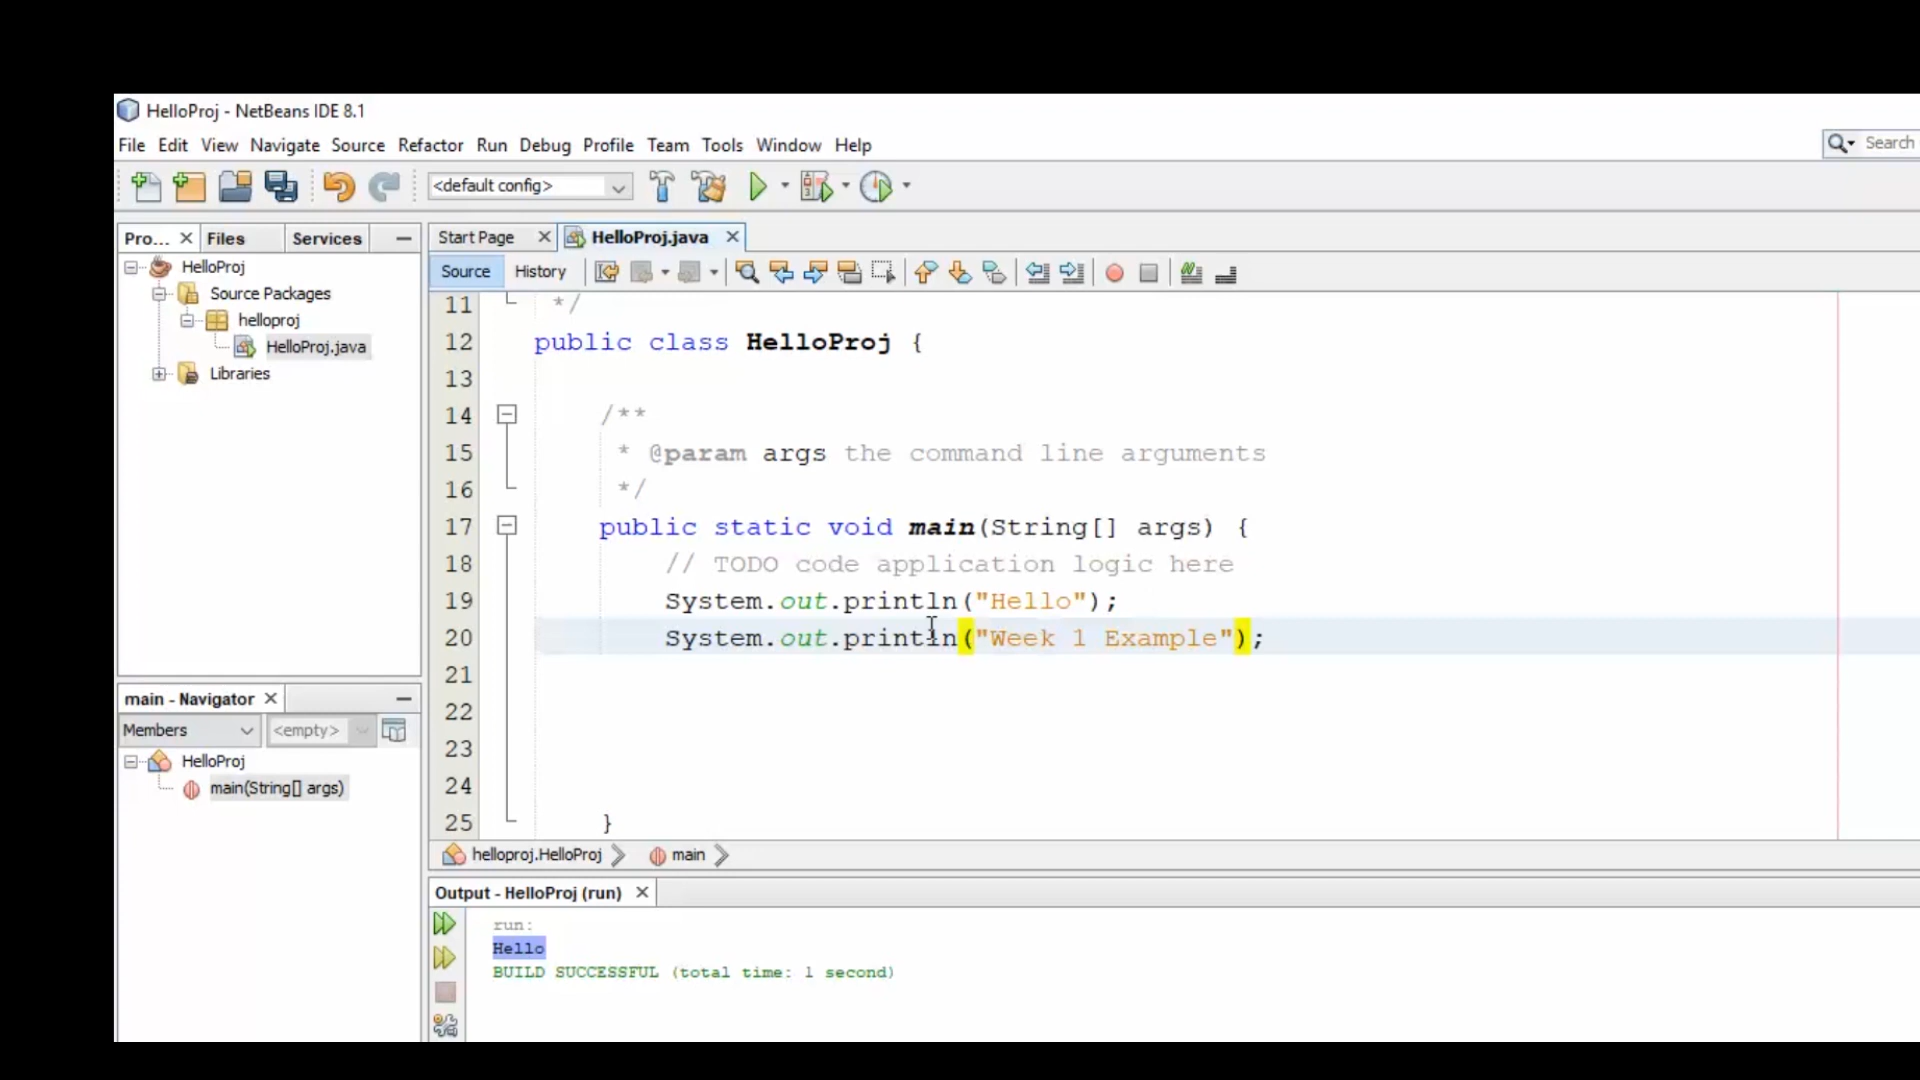 HelloProj - NetBeans IDE 8.1
File Edit View Navigate Source Refactor Run Debug Profile Team Tools Window Help
Search
<default config>
Pro... Files Services
HelloProj
Source Packages
helloproj
HelloProj.java
Libraries
main - Navigator
Members <empty>
HelloProj
main(String[] args)
Start Page HelloProj.java
Source History
11 */
12 public class HelloProj {
13
14 /**
15 * @param args the command line arguments
16 */
17 public static void main(String[] args) {
18 // TODO code application logic here
19 System.out.println("Hello");
20 System.out.println("Week 1 Example");
21
22
23
24
25 }
helloproj.HelloProj main
Output - HelloProj (run)
run:
Hello
BUILD SUCCESSFUL (total time: 1 second)